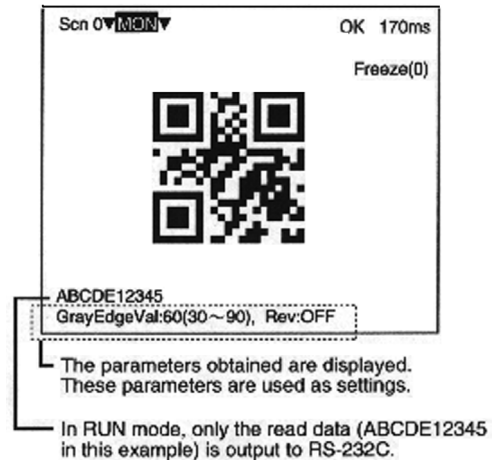 Scn 0▼MON▼ OK 170ms
Freeze(0)
ABCDE12345
GrayEdgeVal:60(30～90), Rev:OFF
The parameters obtained are displayed.
These parameters are used as settings.
In RUN mode, only the read data (ABCDE12345
in this example) is output to RS-232C.